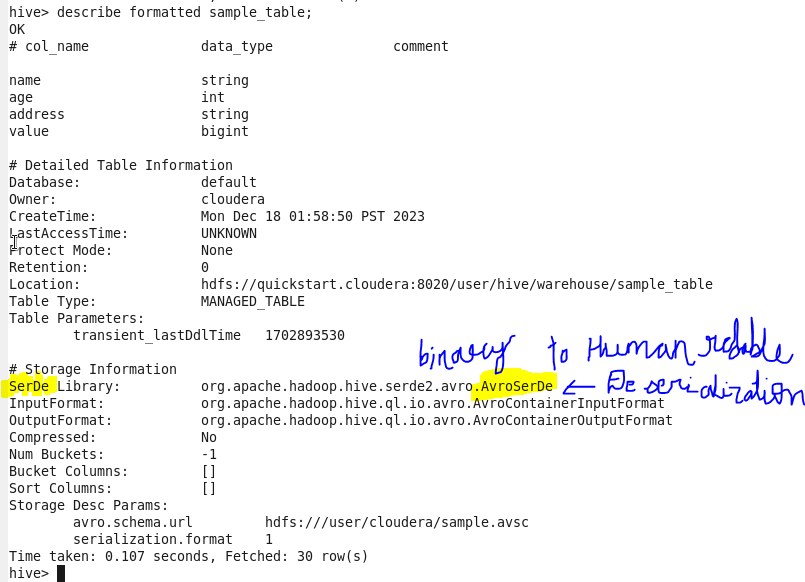 hive> describe formatted sample_table;
OK
# col_name data_type comment
name string
age int
address string
value bigint
# Detailed Table Information
Database: default
Owner: cloudera
CreateTime: Mon Dec 18 01:58:50 PST 2023
LastAccessTime: UNKNOWN
Protect Mode: None
Retention: 0
Location: hdfs://quickstart.cloudera:8020/user/hive/warehouse/sample_table
Table Type: MANAGED_TABLE
Table Parameters:
transient_lastDdlTime 1702893530
binary to Human redable
# Storage Information
SerDe Library: org.apache.hadoop.hive.serde2.avro.AvroSerDe ← Deserialization
InputFormat: org.apache.hadoop.hive.ql.io.avro.AvroContainerInputFormat
OutputFormat: org.apache.hadoop.hive.ql.io.avro.AvroContainerOutputFormat
Compressed: No
Num Buckets: -1
Bucket Columns: []
Sort Columns: []
Storage Desc Params:
avro.schema.url hdfs:///user/cloudera/sample.avsc
serialization.format 1
Time taken: 0.107 seconds, Fetched: 30 row(s)
hive>